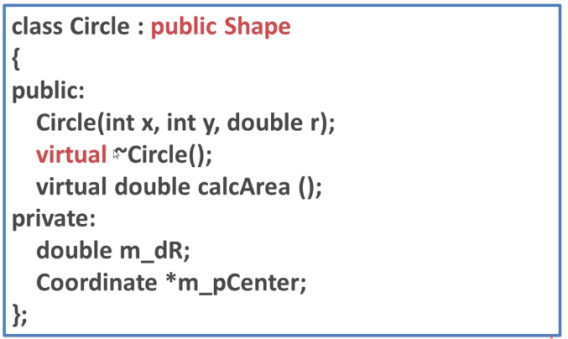 class Circle : public Shape
{
public:
    Circle(int x, int y, double r);
    virtual ~Circle();
    virtual double calcArea ();
private:
    double m_dR;
    Coordinate *m_pCenter;
};